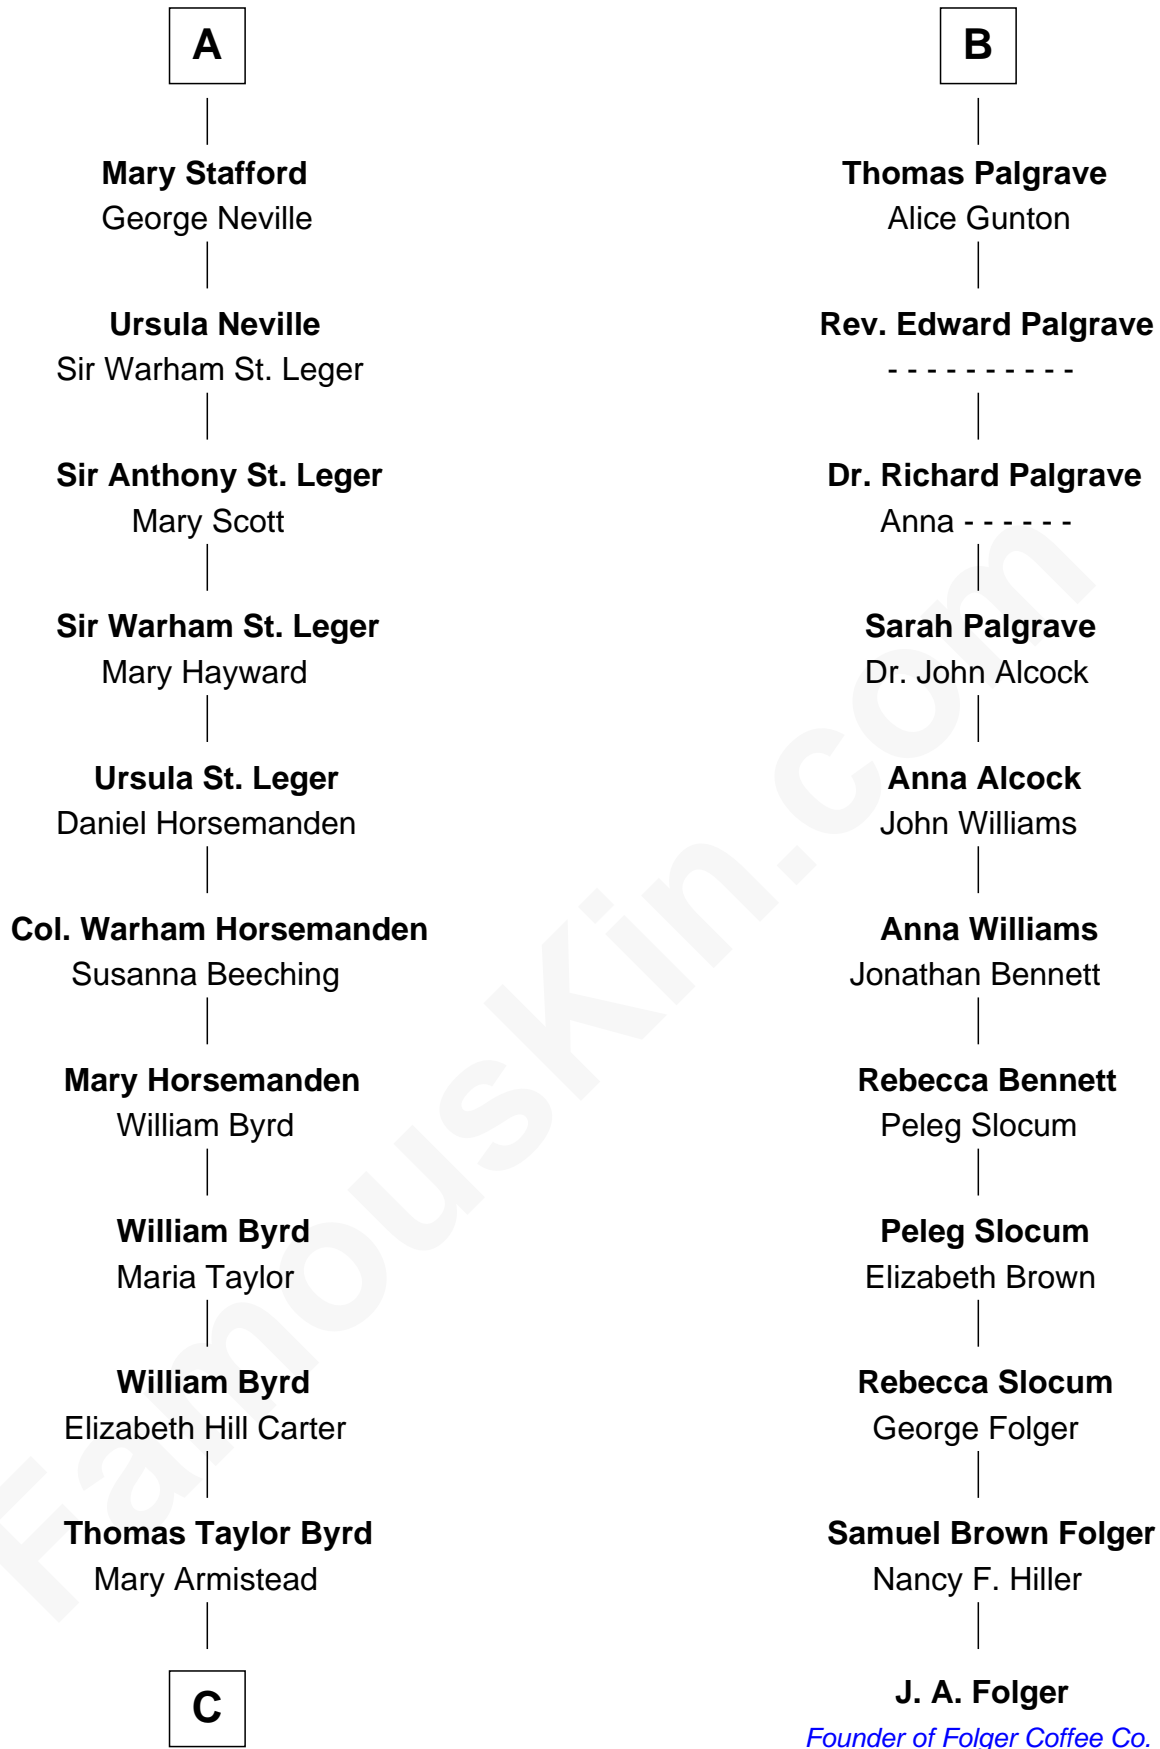 A
Mary Stafford
George Neville
Ursula Neville
Sir Warham St. Leger
Sir Anthony St. Leger
Mary Scott
Sir Warham St. Leger
Mary Hayward
Ursula St. Leger
Daniel Horsemanden
Col. Warham Horsemanden
Susanna Beeching
Mary Horsemanden
William Byrd
William Byrd
Maria Taylor
William Byrd
Elizabeth Hill Carter
Thomas Taylor Byrd
Mary Armistead
C
B
Thomas Palgrave
Alice Gunton
Rev. Edward Palgrave
- - - - - - - - - -
Dr. Richard Palgrave
Anna - - - - - -
Sarah Palgrave
Dr. John Alcock
Anna Alcock
John Williams
Anna Williams
Jonathan Bennett
Rebecca Bennett
Peleg Slocum
Peleg Slocum
Elizabeth Brown
Rebecca Slocum
George Folger
Samuel Brown Folger
Nancy F. Hiller
J. A. Folger
Founder of Folger Coffee Co.
FamousKin.com